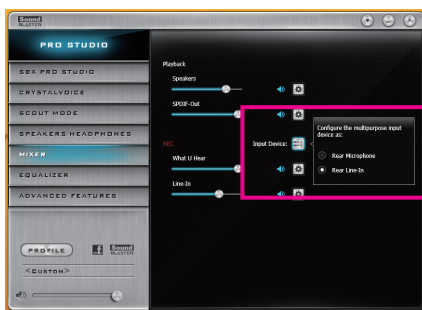 Sound
BLASTER
PRO STUDIO
SBX PRO STUDIO
CRYSTALVOICE
SCOUT MODE
SPEAKERS/HEADPHONES
MIXER
EQUALIZER
ADVANCED FEATURES
PROFILE
Sound
BLASTER
<CUSTOM>
Playback
Speakers
SPDIF-Out
REC
Input Device:
What U Hear
Line-In
Configure the multipurpose input
device as:
Rear Microphone
Rear Line-In